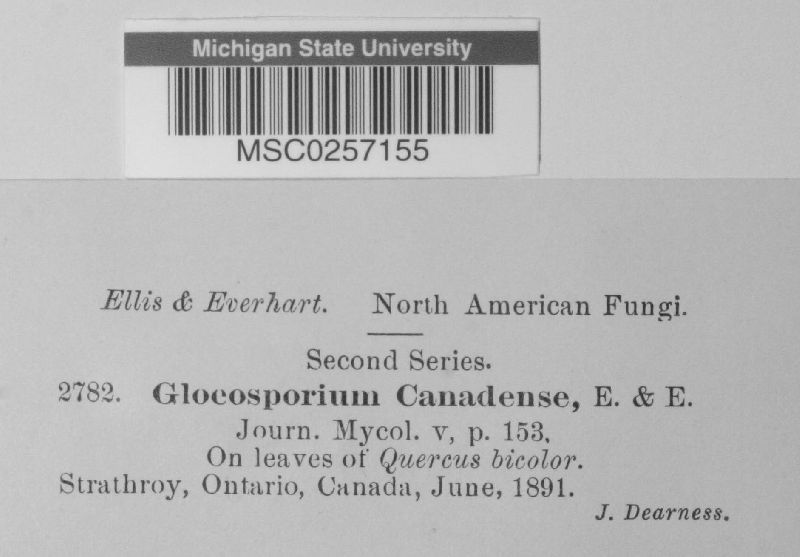 Michigan State University
MSC0257155
Ellis & Everhart. North American Fungi.
Second Series.
2782. Gloeosporium Canadense, E. & E.
Journ. Mycol. v, p. 153.
On leaves of Quercus bicolor.
Strathroy, Ontario, Canada, June, 1891.
J. Dearness.